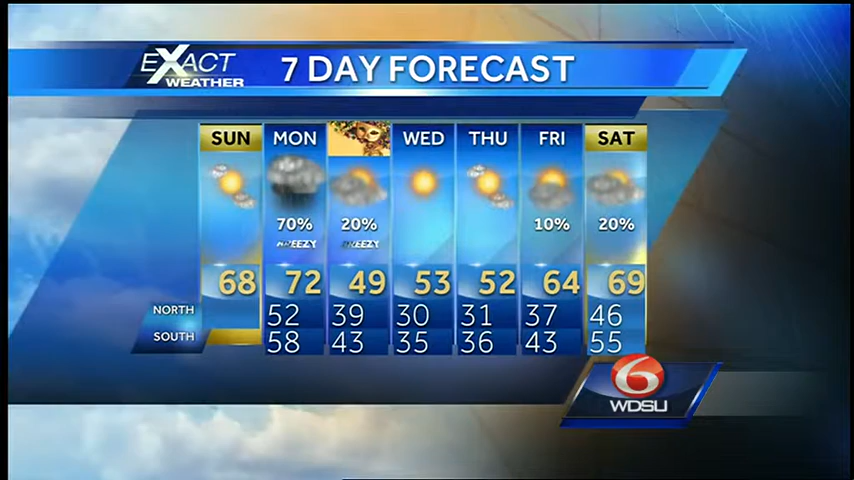 EXACT
WEATHER
7 DAY FORECAST
SUN MON WED THU FRI SAT
70% 20% 10% 20%
BREEZY BREEZY
68 72 49 53 52 64 69
NORTH 52 39 30 31 37 46
SOUTH 58 43 35 36 43 55
6
WDSU